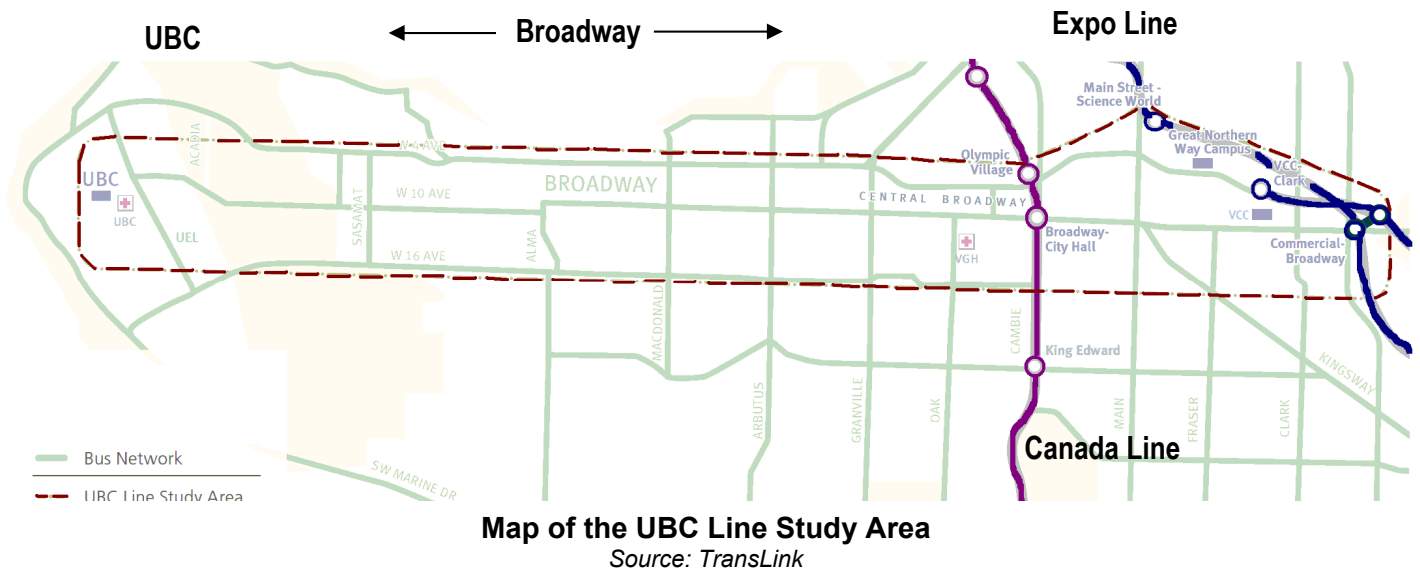 UBC
Broadway
Expo Line
Main Street -
Science World
Great Northern
Way Campus
VCC-
Clark
Olympic
Village
ACADIA
W 4 AVE
UBC
UBC
BROADWAY
W 10 AVE
CENTRAL BROADWAY
SASAMAT
UEL
ALMA
VCC
Broadway-
City Hall
Commercial-
Broadway
VGH
W 16 AVE
MACDONALD
CAMBIE
King Edward
KINGSWAY
ARBUTUS
GRANVILLE
OAK
MAIN
FRASER
CLARK
Canada Line
Bus Network
SW MARINE DR
UBC Line Study Area
Map of the UBC Line Study Area
Source: TransLink